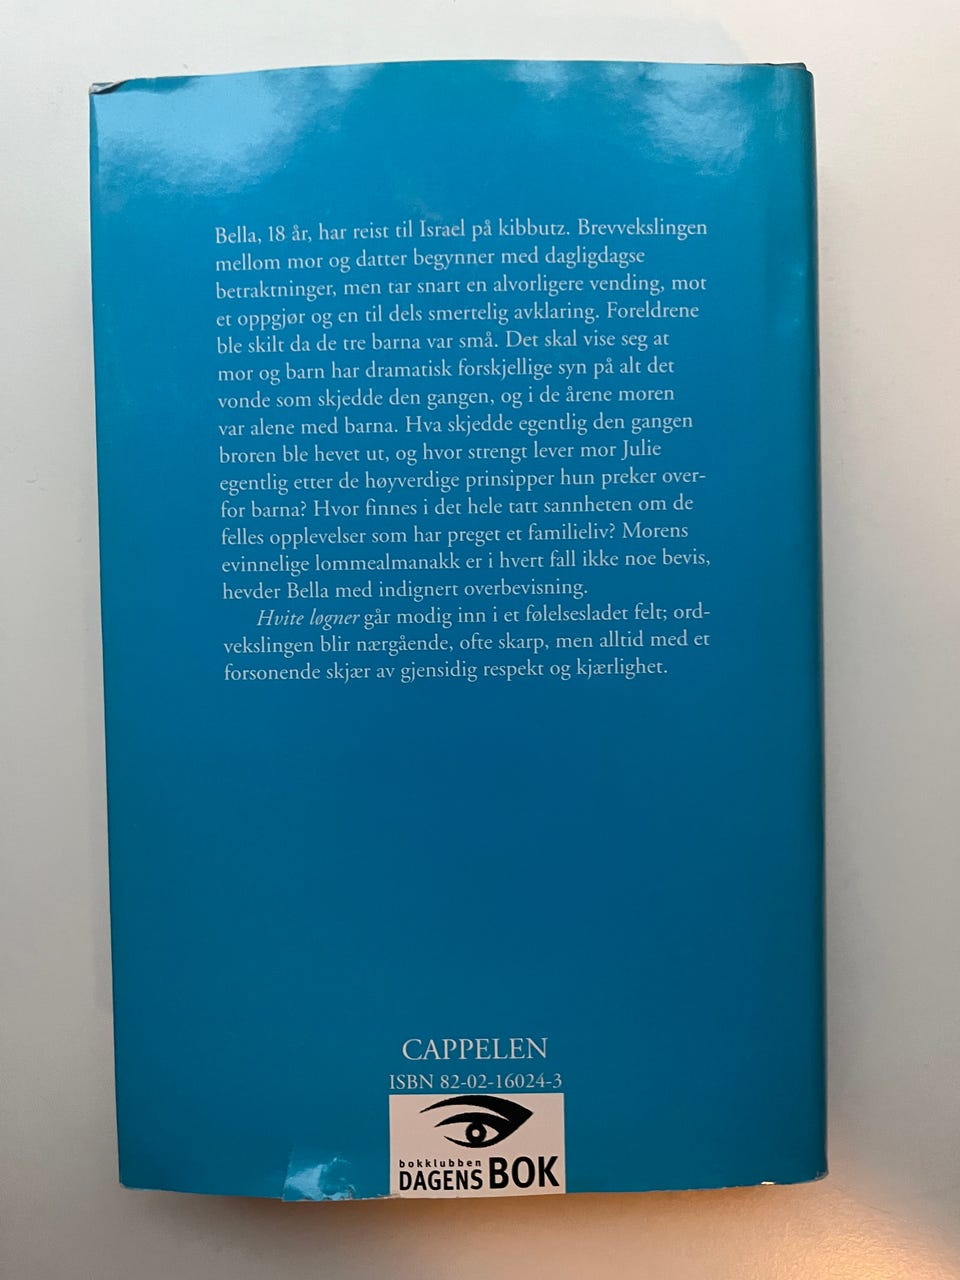 Bella, 18 år, har reist til Israel på kibbutz. Brevvekslingen
mellom mor og datter begynner med dagligdagse
betraktninger, men tar snart en alvorligere vending, mot
et oppgjør og en til dels smertelig avklaring. Foreldrene
ble skilt da de tre barna var små. Det skal vise seg at
mor og barn har dramatisk forskjellige syn på alt det
vonde som skjedde den gangen, og i de årene moren
var alene med barna. Hva skjedde egentlig den gangen
broren ble hevet ut, og hvor strengt lever mor Julie
egentlig etter de høyverdige prinsipper hun preker over-
for barna? Hvor finnes i det hele tatt sannheten om de
felles opplevelser som har preget et familieliv? Morens
evinnelige lommealmanakk er i hvert fall ikke noe bevis,
hevder Bella med indignert overbevisning.
Hvite løgner går modig inn i et følelsesladet felt; ord-
vekslingen blir nærgående, ofte skarp, men alltid med et
forsonende skjær av gjensidig respekt og kjærlighet.
CAPPELEN
ISBN 82-02-16024-3
bokklubben
DAGENS BOK